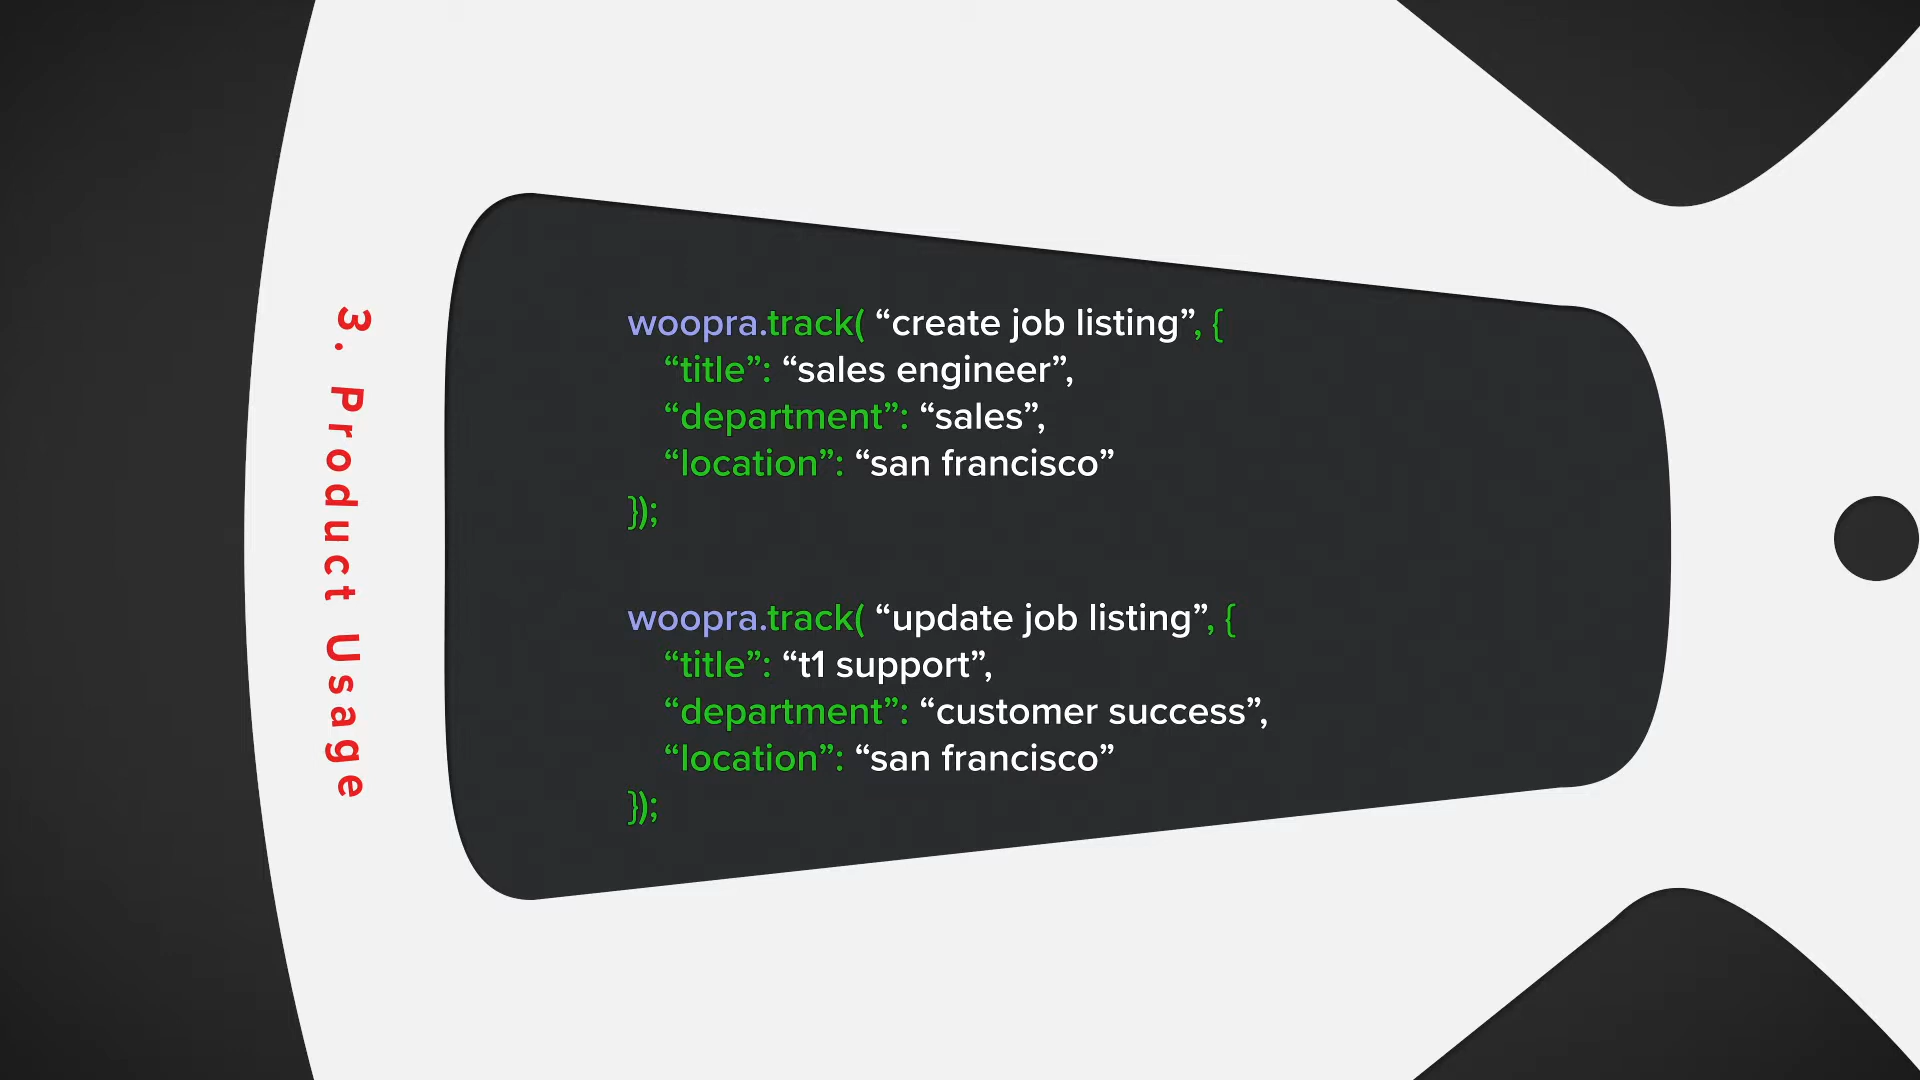 3. Product Usage
woopra.track( “create job listing”, {
“title”: “sales engineer”,
“department”: “sales”,
“location”: “san francisco”
});
woopra.track( “update job listing”, {
“title”: “t1 support”,
“department”: “customer success”,
“location”: “san francisco”
});